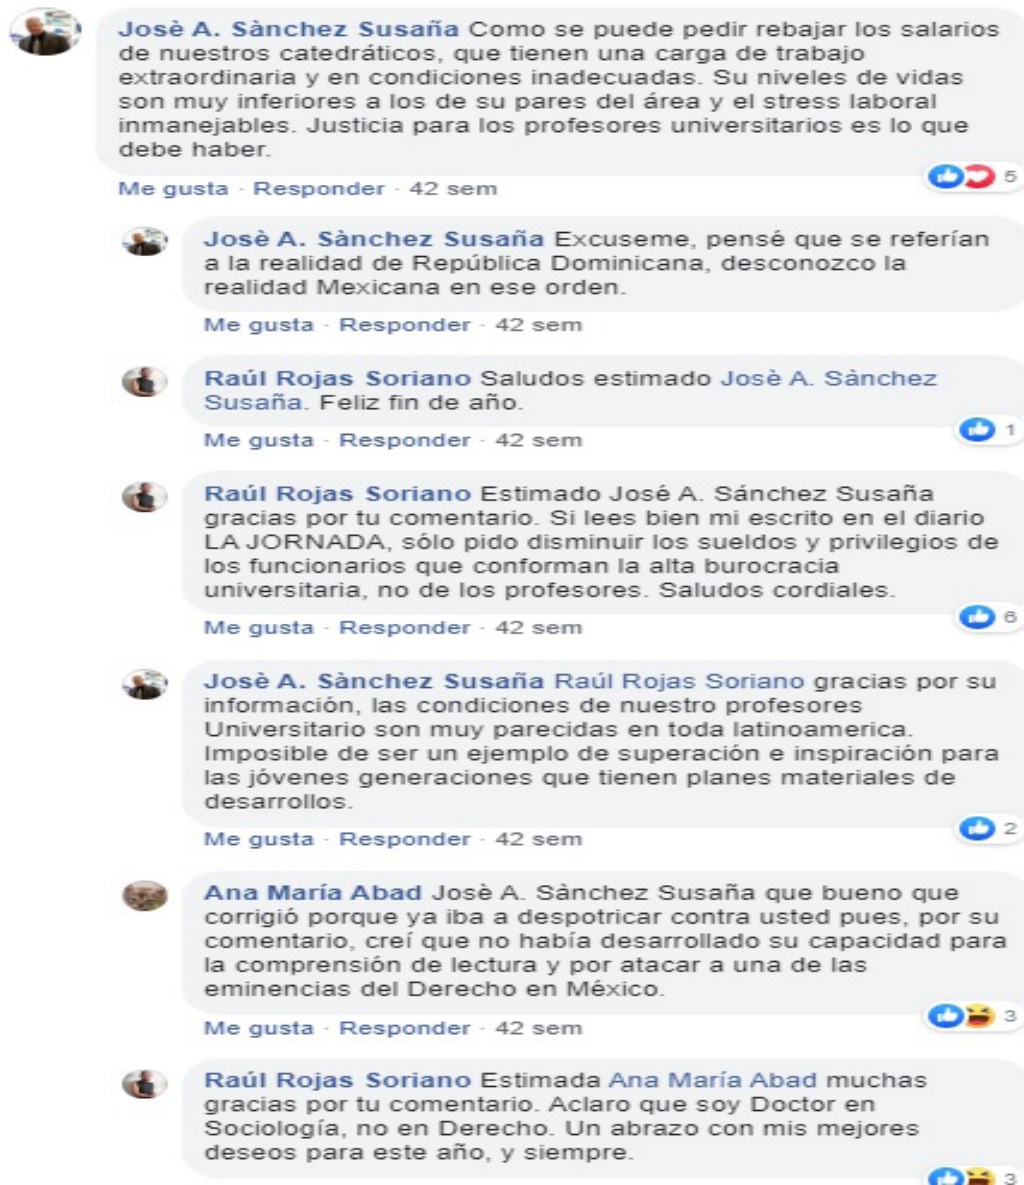 Josè A. Sànchez Susaña Como se puede pedir rebajar los salarios
de nuestros catedráticos, que tienen una carga de trabajo
extraordinaria y en condiciones inadecuadas. Su niveles de vidas
son muy inferiores a los de su pares del área y el stress laboral
inmanejables. Justicia para los profesores universitarios es lo que
debe haber.
5
Me gusta · Responder · 42 sem
Josè A. Sànchez Susaña Excuseme, pensé que se referían
a la realidad de República Dominicana, desconozco la
realidad Mexicana en ese orden.
Me gusta · Responder · 42 sem
Raúl Rojas Soriano Saludos estimado Josè A. Sànchez
Susaña. Feliz fin de año.
1
Me gusta · Responder · 42 sem
Raúl Rojas Soriano Estimado José A. Sánchez Susaña
gracias por tu comentario. Si lees bien mi escrito en el diario
LA JORNADA, sólo pido disminuir los sueldos y privilegios de
los funcionarios que conforman la alta burocracia
universitaria, no de los profesores. Saludos cordiales.
6
Me gusta · Responder · 42 sem
Josè A. Sànchez Susaña Raúl Rojas Soriano gracias por su
información, las condiciones de nuestro profesores
Universitario son muy parecidas en toda latinoamerica.
Imposible de ser un ejemplo de superación e inspiración para
las jóvenes generaciones que tienen planes materiales de
desarrollos.
2
Me gusta · Responder · 42 sem
Ana María Abad Josè A. Sànchez Susaña que bueno que
corrigió porque ya iba a despotricar contra usted pues, por su
comentario, creí que no había desarrollado su capacidad para
la comprensión de lectura y por atacar a una de las
eminencias del Derecho en México.
3
Me gusta · Responder · 42 sem
Raúl Rojas Soriano Estimada Ana María Abad muchas
gracias por tu comentario. Aclaro que soy Doctor en
Sociología, no en Derecho. Un abrazo con mis mejores
deseos para este año, y siempre.
3